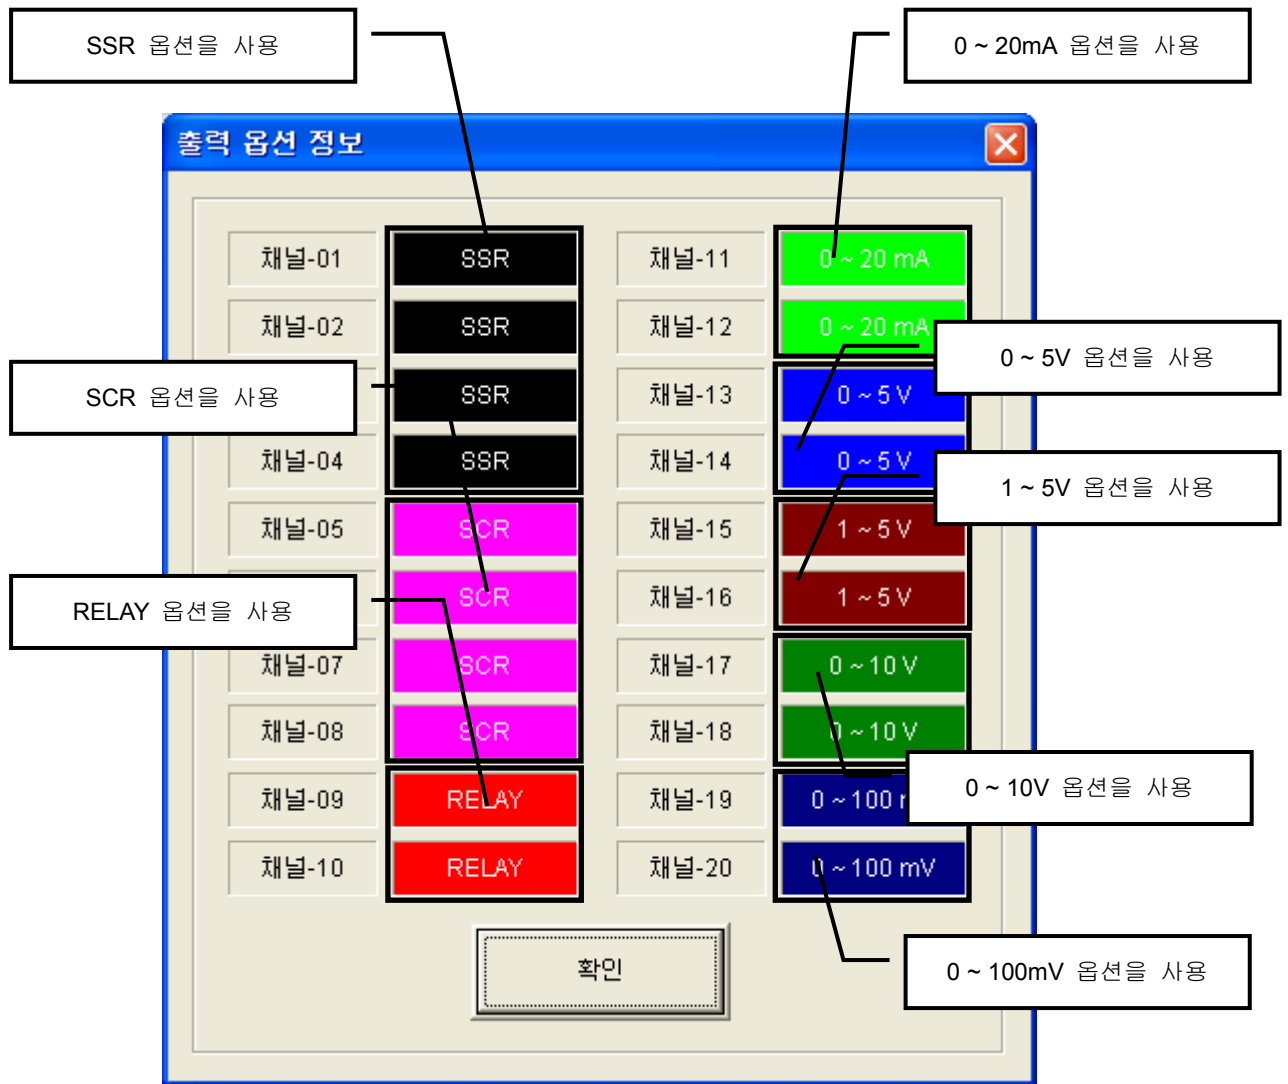 SSR 옵션을 사용
0 ~ 20mA 옵션을 사용
출력 옵션 정보
채널-01 SSR 채널-11 0 ~ 20 mA
채널-02 SSR 채널-12 0 ~ 20 mA
0 ~ 5V 옵션을 사용
SCR 옵션을 사용
SSR 채널-13 0 ~ 5 V
채널-04 SSR 채널-14 0 ~ 5 V
1 ~ 5V 옵션을 사용
채널-05 SCR 채널-15 1 ~ 5 V
RELAY 옵션을 사용
SCR 채널-16 1 ~ 5 V
채널-07 SCR 채널-17 0 ~ 10 V
채널-08 SCR 채널-18 0 ~ 10 V
0 ~ 10V 옵션을 사용
채널-09 RELAY 채널-19 0 ~ 100
채널-10 RELAY 채널-20 0 ~ 100 mV
확인
0 ~ 100mV 옵션을 사용